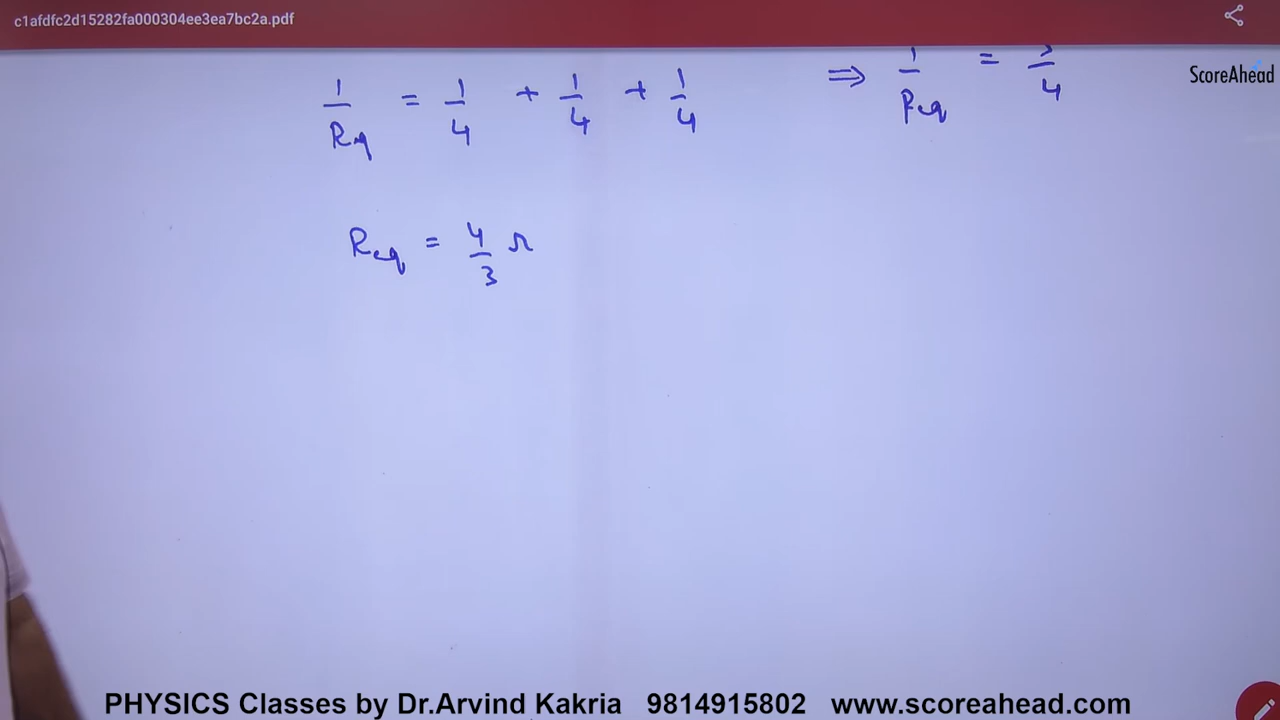 c1afdfc2d15282fa000304ee3ea7bc2a.pdf
ScoreAhead
1/Req = 1/4 + 1/4 + 1/4 ⇒ 1/Req = 3/4
Req = 4/3 Ω
PHYSICS Classes by Dr.Arvind Kakria 9814915802 www.scoreahead.com